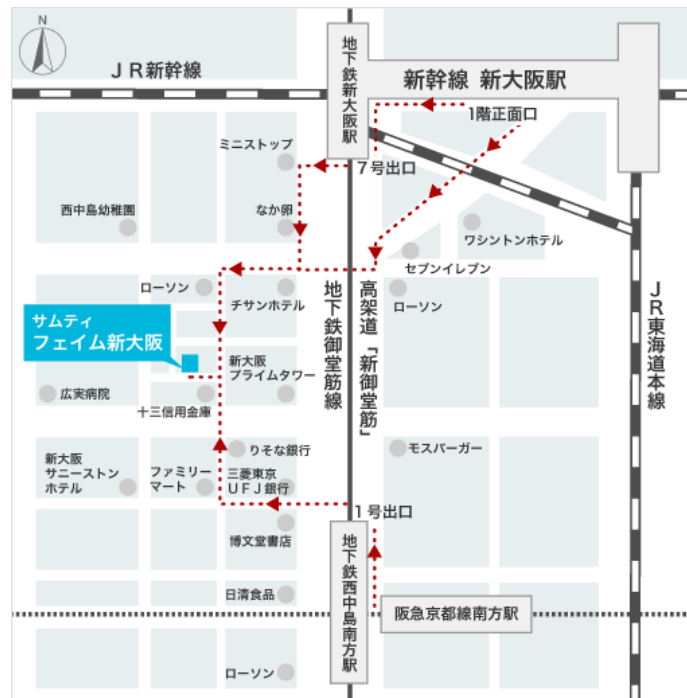 N
JR新幹線
地下鉄新大阪駅
新幹線 新大阪駅
1階正面口
ミニストップ
7号出口
西中島幼稚園
なか卵
ワシントンホテル
セブンイレブン
ローソン
チサンホテル
ローソン
地下鉄御堂筋線
高架道「新御堂筋」
JR東海道本線
サムティ
フェイム新大阪
新大阪
プライムタワー
広実病院
十三信用金庫
りそな銀行
モスバーガー
新大阪
サニーストン
ホテル
ファミリー
マート
三菱東京
UFJ銀行
1号出口
博文堂書店
地下鉄西中島南方駅
日清食品
阪急京都線南方駅
ローソン